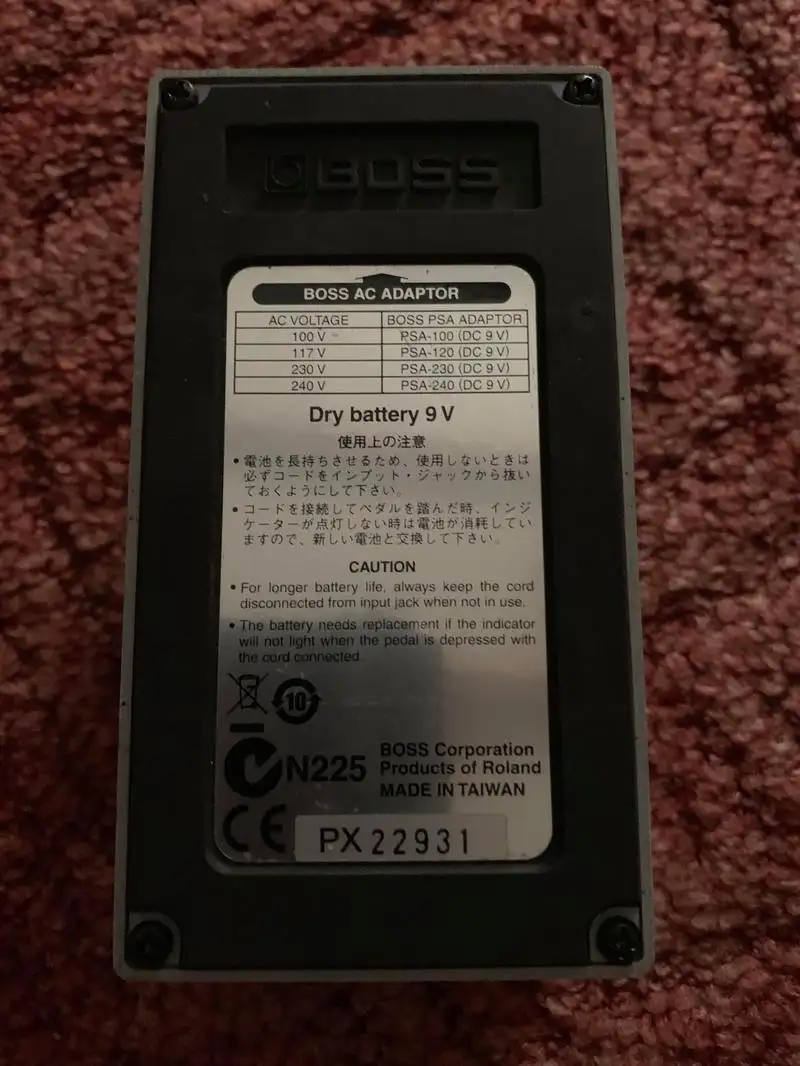 BOSS
BOSS AC ADAPTOR
AC VOLTAGE BOSS PSA ADAPTOR
100 V PSA-100 (DC 9 V)
117 V PSA-120 (DC 9 V)
230 V PSA-230 (DC 9 V)
240 V PSA-240 (DC 9 V)
Dry battery 9 V
使用上の注意
• 電池を長持ちさせるため、使用しないときは
必ずコードをインプット・ジャックから抜い
ておくようにして下さい。
• コードを接続してペダルを踏んだ時、インジ
ケーターが点灯しない時は電池が消耗してい
ますので、新しい電池と交換して下さい。
CAUTION
• For longer battery life, always keep the cord
disconnected from input jack when not in use.
• The battery needs replacement if the indicator
will not light when the pedal is depressed with
the cord connected.
10
N225
BOSS Corporation
Products of Roland
MADE IN TAIWAN
CE
PX22931